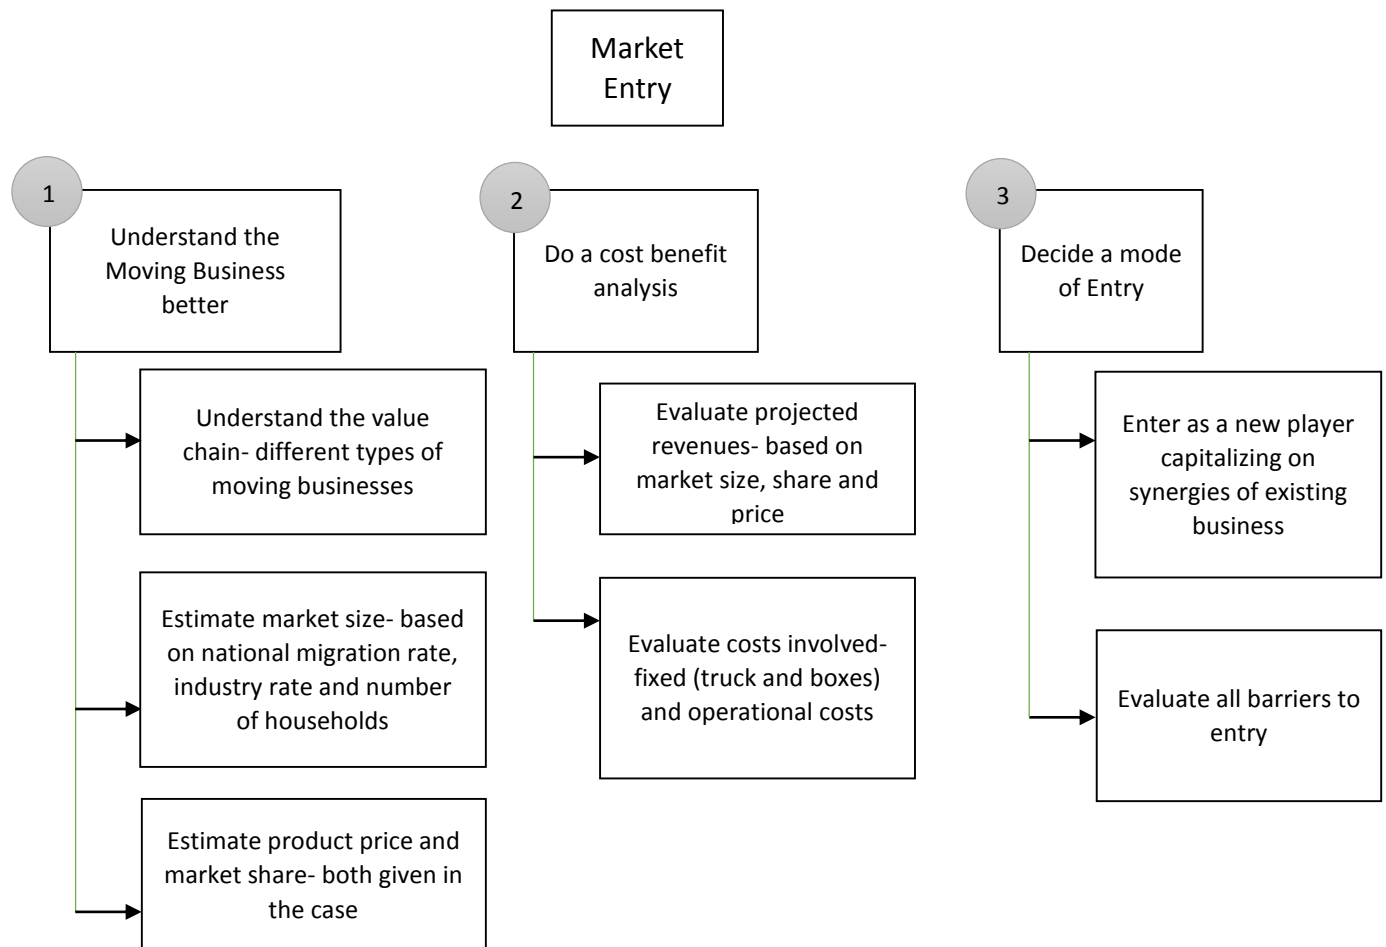 Market
Entry
1
Understand the
Moving Business
better
Understand the value
chain- different types of
moving businesses
Estimate market size- based
on national migration rate,
industry rate and number
of households
Estimate product price and
market share- both given in
the case
2
Do a cost benefit
analysis
Evaluate projected
revenues- based on
market size, share and
price
Evaluate costs involved-
fixed (truck and boxes)
and operational costs
3
Decide a mode
of Entry
Enter as a new player
capitalizing on
synergies of existing
business
Evaluate all barriers to
entry